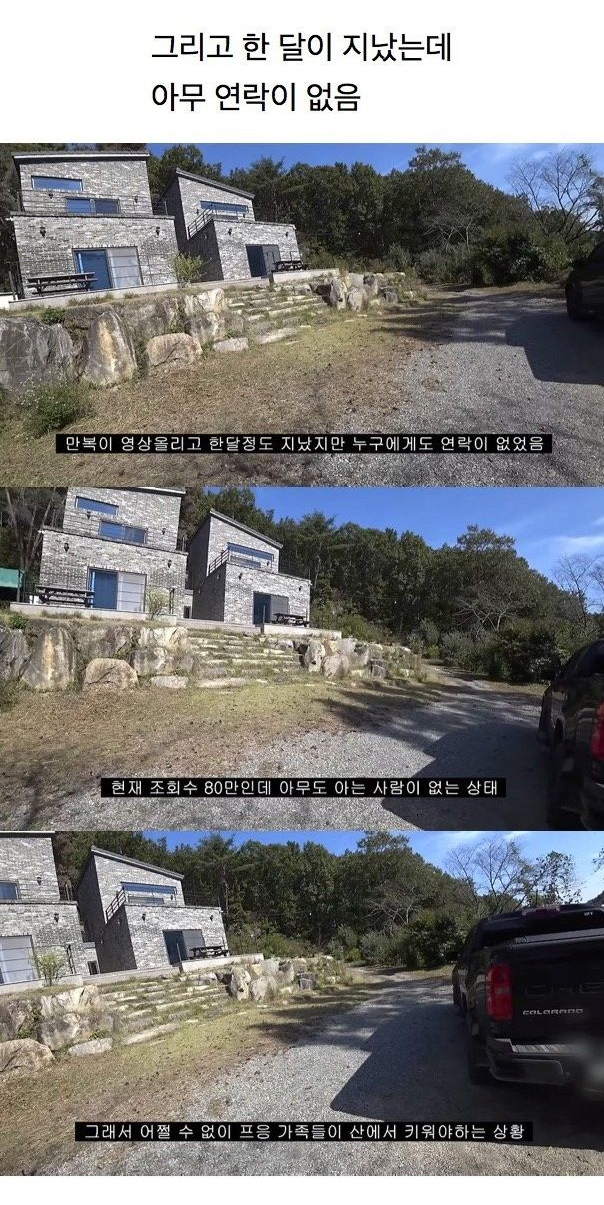 그리고 한 달이 지났는데
아무 연락이 없음
만복이 영상올리고 한달정도 지났지만 누구에게도 연락이 없었음
현재 조회수 80만인데 아무도 아는 사람이 없는 상태
COLORADO
그래서 어쩔 수 없이 프응 가족들이 산에서 키워야하는 상황